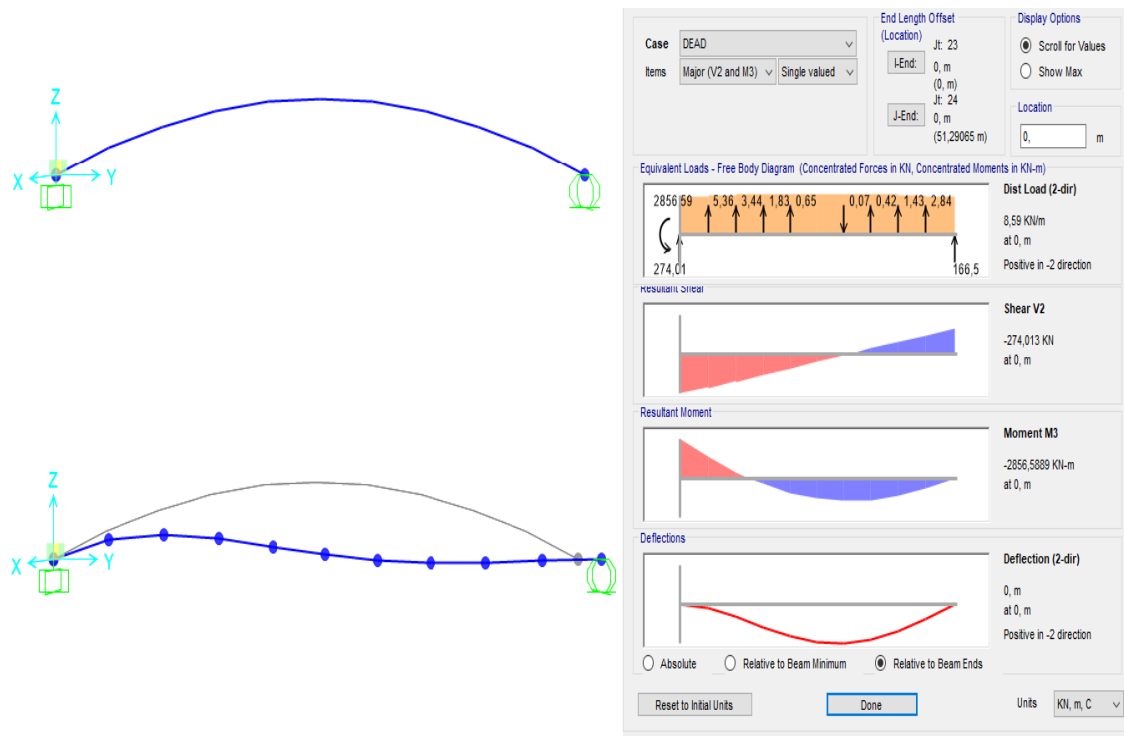 Z
X
Y
Z
X
Y
Case
DEAD
Items
Major (V2 and M3)
Single valued
End Length Offset
(Location)
Jt: 23
I-End:
0, m
(0, m)
Jt: 24
J-End:
0, m
(51,29065 m)
Display Options
Scroll for Values
Show Max
Location
0,
m
Equivalent Loads - Free Body Diagram (Concentrated Forces in KN, Concentrated Moments in KN-m)
2856,59 5,36 3,44 1,83 0,65 0,07 0,42 1,43 2,84
274,01
166,5
Dist Load (2-dir)
8,59 KN/m
at 0, m
Positive in -2 direction
Resultant Shear
Shear V2
-274,013 KN
at 0, m
Resultant Moment
Moment M3
-2856,5889 KN-m
at 0, m
Deflections
Deflection (2-dir)
0, m
at 0, m
Positive in -2 direction
Absolute
Relative to Beam Minimum
Relative to Beam Ends
Reset to Initial Units
Done
Units
KN, m, C